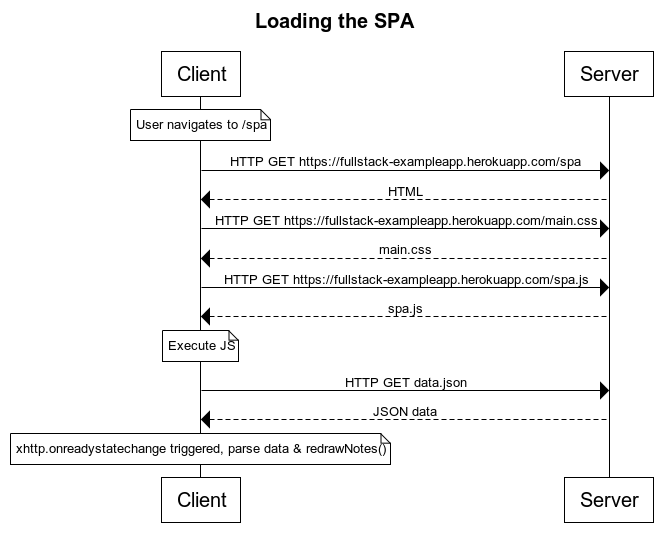 Loading the SPA
Client
Server
User navigates to /spa
HTTP GET https://fullstack-exampleapp.herokuapp.com/spa
HTML
HTTP GET https://fullstack-exampleapp.herokuapp.com/main.css
main.css
HTTP GET https://fullstack-exampleapp.herokuapp.com/spa.js
spa.js
Execute JS
HTTP GET data.json
JSON data
xhttp.onreadystatechange triggered, parse data & redrawNotes()
Client
Server